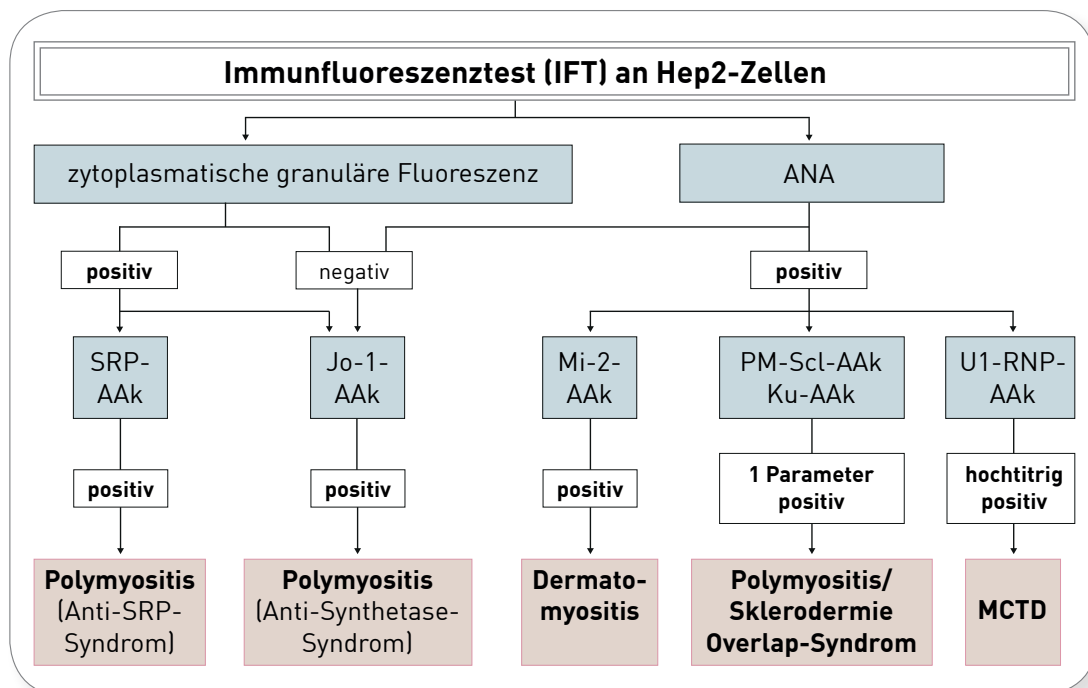 Immunfluoreszenztest (IFT) an Hep2-Zellen
zytoplasmatische granuläre Fluoreszenz
ANA
positiv
negativ
positiv
SRP-
AAk
Jo-1-
AAk
Mi-2-
AAk
PM-Scl-AAk
Ku-AAk
U1-RNP-
AAk
positiv
positiv
positiv
1 Parameter
positiv
hochtitrig
positiv
Polymyositis
(Anti-SRP-
Syndrom)
Polymyositis
(Anti-Synthetase-
Syndrom)
Dermato-
myositis
Polymyositis/
Sklerodermie
Overlap-Syndrom
MCTD